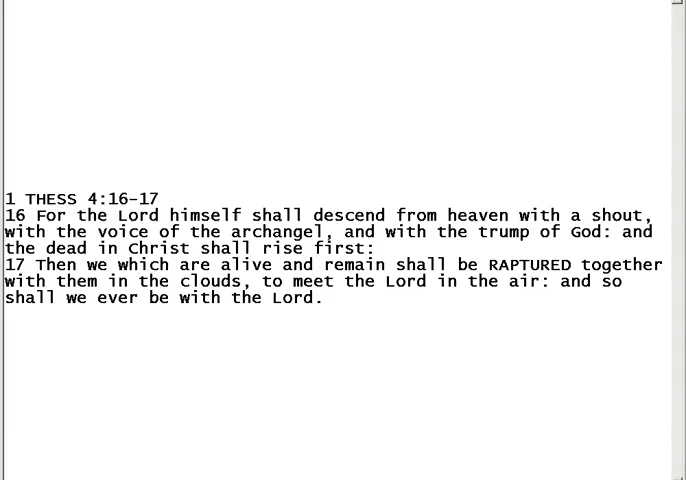 1 THESS 4:16-17
16 For the Lord himself shall descend from heaven with a shout,
with the voice of the archangel, and with the trump of God: and
the dead in Christ shall rise first:
17 Then we which are alive and remain shall be RAPTURED together
with them in the clouds, to meet the Lord in the air: and so
shall we ever be with the Lord.